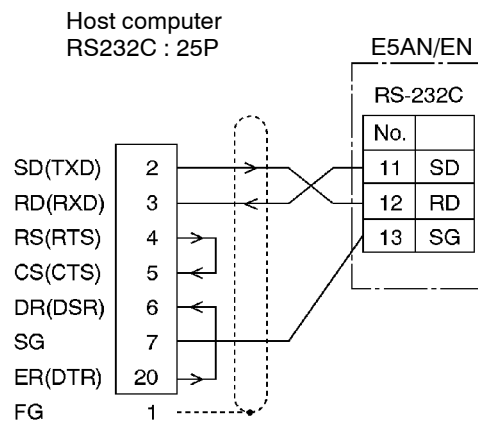 Host computer
RS232C : 25P
E5AN/EN
RS-232C
No.
SD(TXD) 2 11 SD
RD(RXD) 3 12 RD
RS(RTS) 4 13 SG
CS(CTS) 5
DR(DSR) 6
SG 7
ER(DTR) 20
FG 1